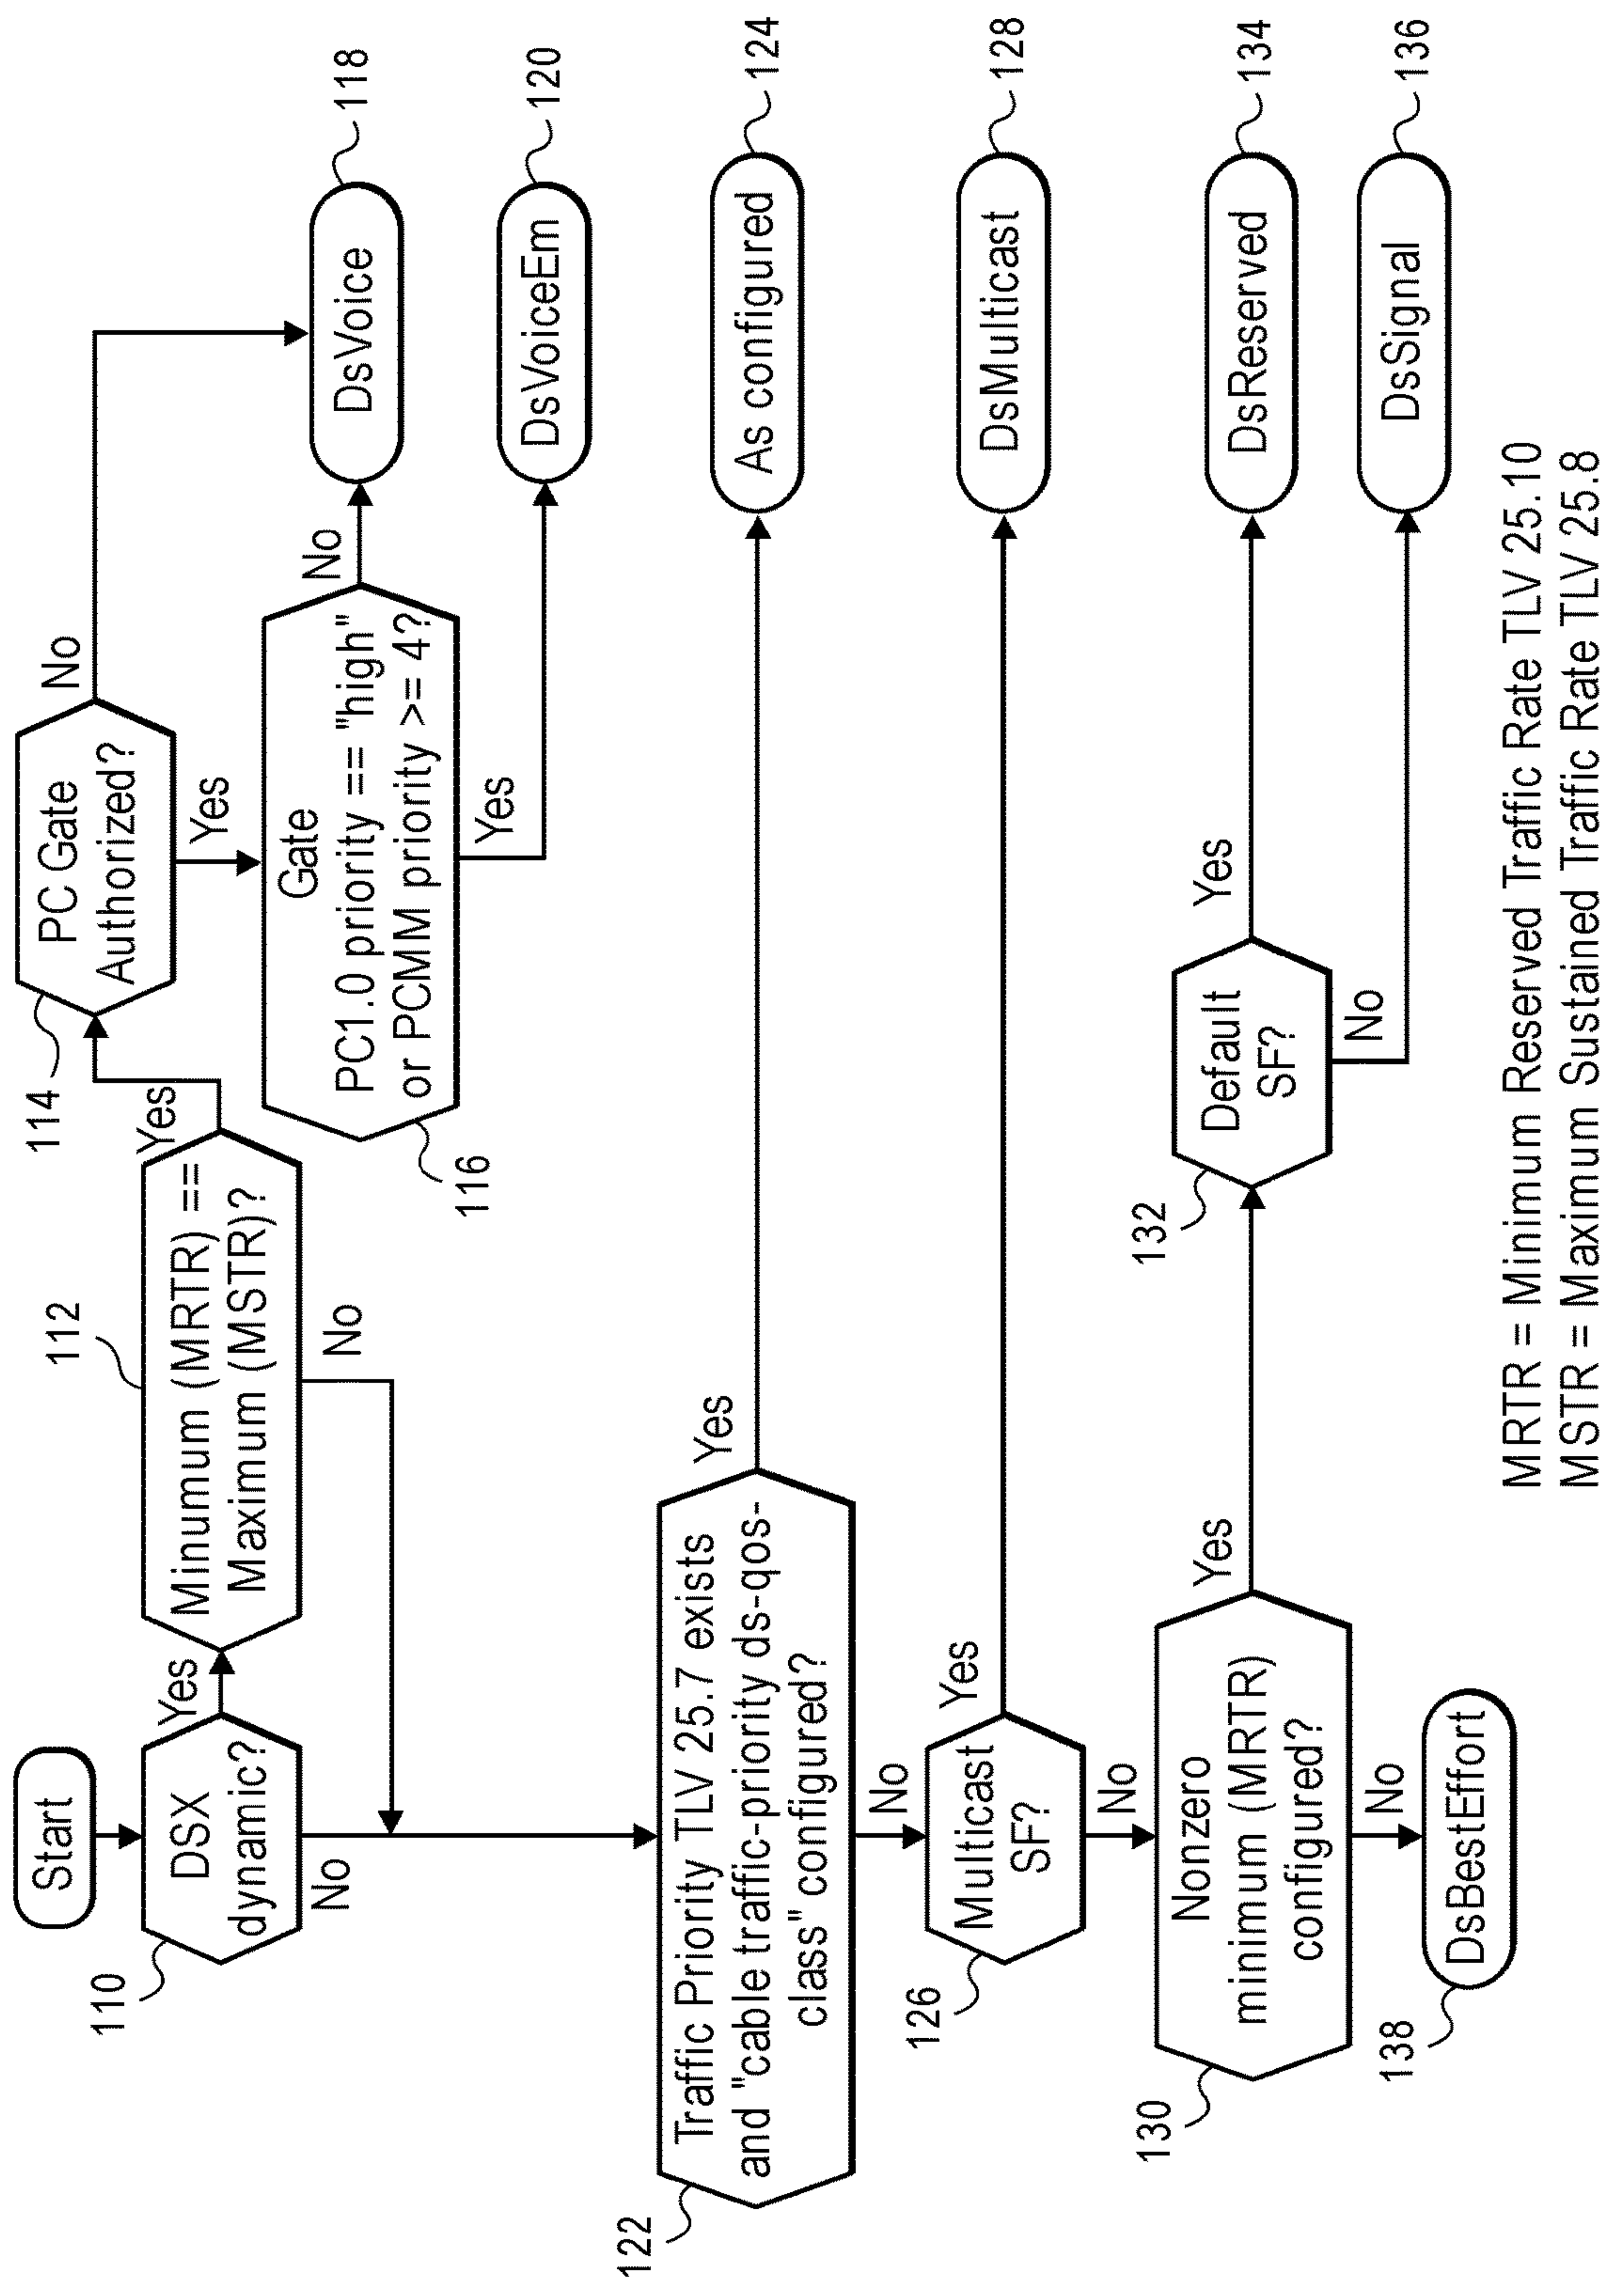 Start
110
DSX
dynamic?
Yes
No
112
Minumum (MRTR) ==
Maximum (MSTR)?
Yes
No
114
PC Gate
Authorized?
No
Yes
116
Gate
PC1.0 priority == "high"
or PCMM priority >= 4?
No
Yes
DsVoice
118
DsVoiceEm
120
122
Traffic Priority TLV 25.7 exists
and "cable traffic-priority ds-qos-
class" configured?
Yes
No
As configured
124
126
Multicast
SF?
Yes
No
DsMulticast
128
130
Nonzero
minimum (MRTR)
configured?
Yes
No
132
Default
SF?
Yes
No
DsReserved
134
DsSignal
136
138
DsBestEffort
MRTR = Minimum Reserved Traffic Rate TLV 25.10
MSTR = Maximum Sustained Traffic Rate TLV 25.8